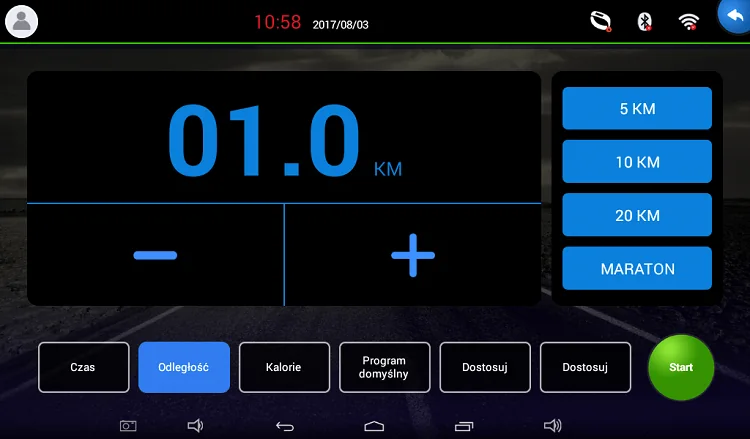 10:58 2017/08/03
01.0 KM
5 KM
10 KM
20 KM
MARATON
Czas
Odległość
Kalorie
Program
domyślny
Dostosuj
Dostosuj
Start